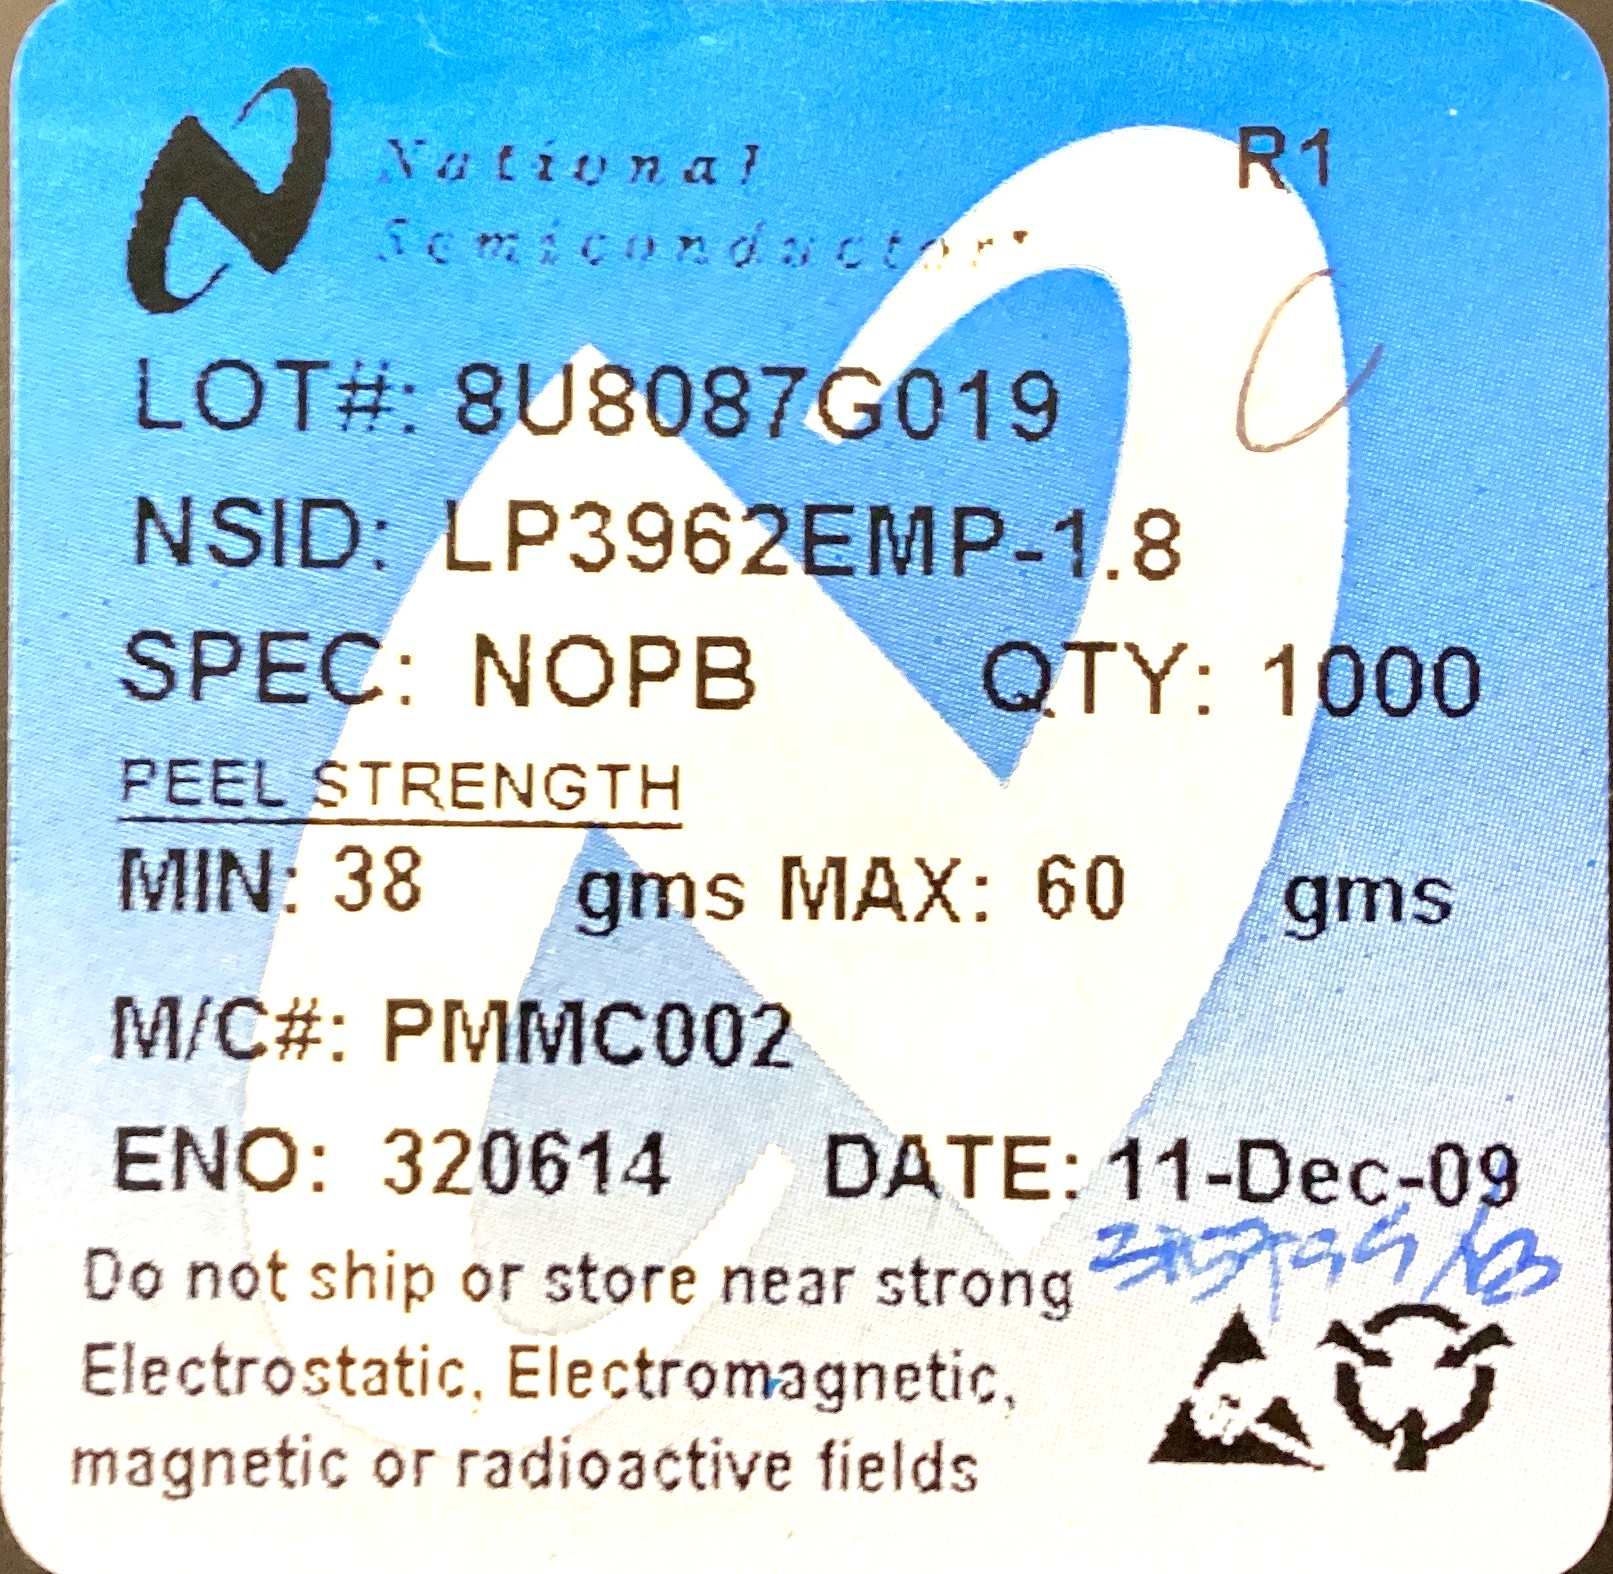 National
Semiconductor
R1
LOT#: 8U8087G019
NSID: LP3962EMP-1.8
SPEC: NOPB QTY: 1000
PEEL STRENGTH
MIN: 38 gms MAX: 60 gms
M/C#: PMMC002
ENO: 320614 DATE: 11-Dec-09
Do not ship or store near strong
Electrostatic, Electromagnetic,
magnetic or radioactive fields